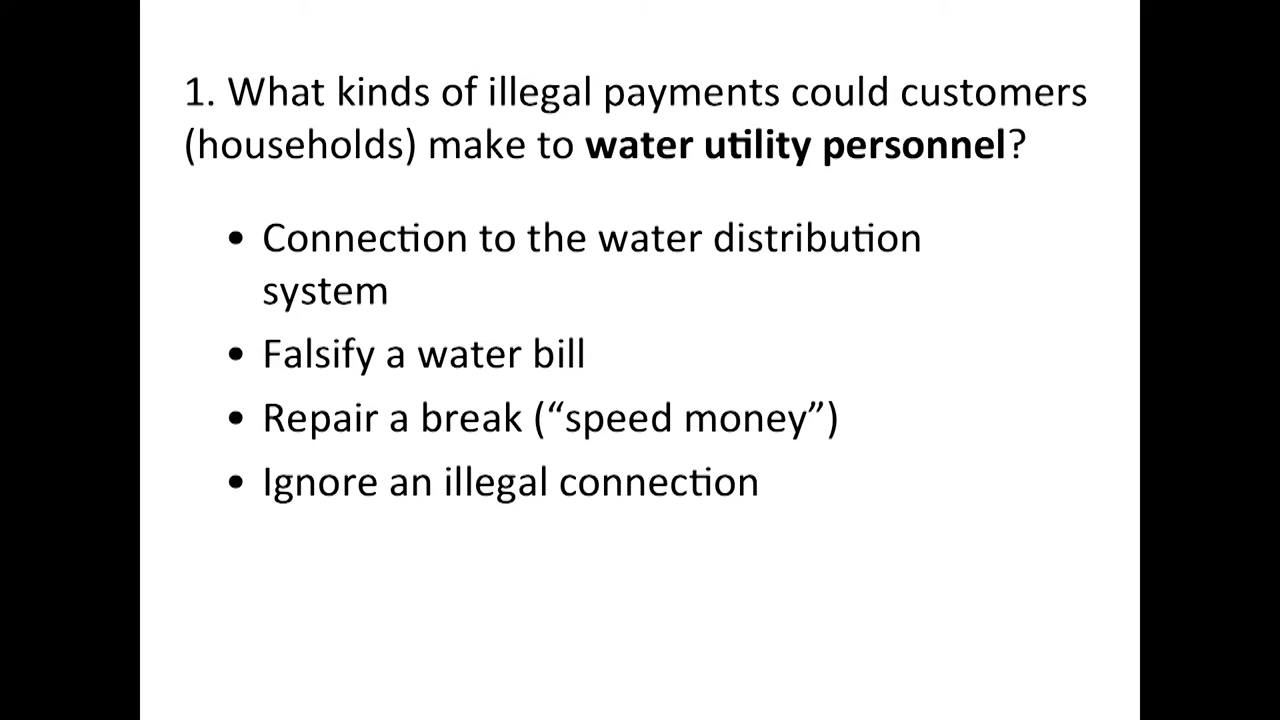 1. What kinds of illegal payments could customers
(households) make to water utility personnel?
• Connection to the water distribution
system
• Falsify a water bill
• Repair a break (“speed money”)
• Ignore an illegal connection